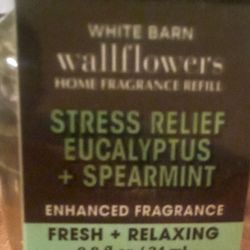 WHITE BARN
wallflowers
HOME FRAGRANCE REFILL
STRESS RELIEF
EUCALYPTUS
+ SPEARMINT
ENHANCED FRAGRANCE
FRESH + RELAXING